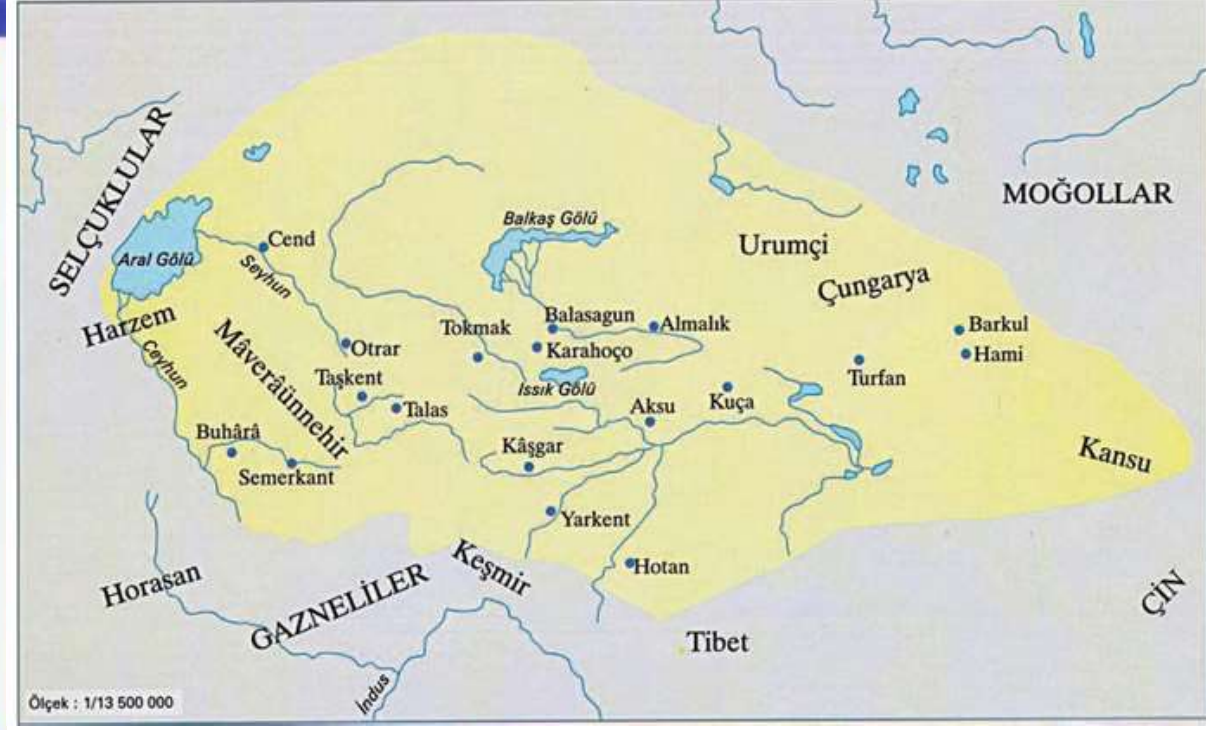 SELÇUKLULAR
MOĞOLLAR
Balkaş Gölü
Urumçi
Cend
Aral Gölü
Seyhun
Çungarya
Harzem
Balasagun
Almalık
Tokmak
Barkul
Mâverâünnehir
Otrar
Karahoço
Hami
Ceyhun
Taşkent
Issık Gölü
Turfan
Talas
Aksu
Kuça
Buhârâ
Kâşgar
Kansu
Semerkant
Yarkent
Keşmir
Hotan
Horasan
GAZNELİLER
ÇİN
Tibet
İndus
Ölçek : 1/13 500 000